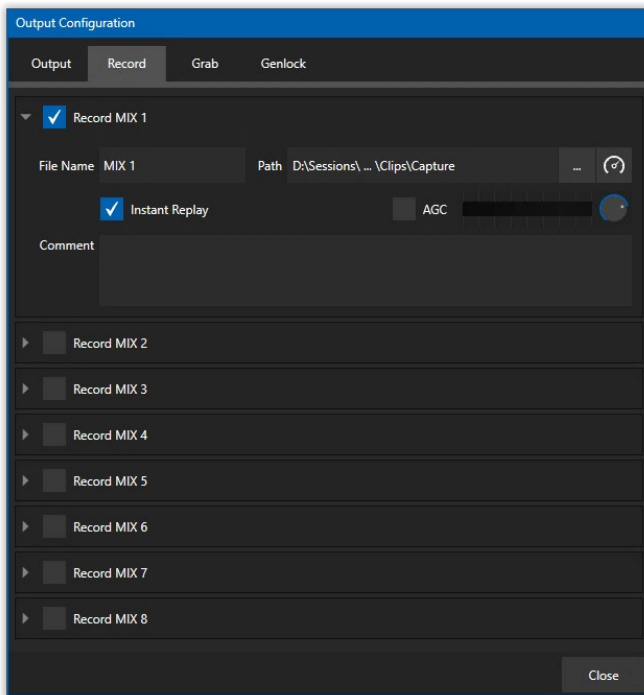 Output Configuration
Output Record Grab Genlock
Record MIX 1
File Name MIX 1 Path D:\Sessions\ ... \Clips\Capture ...
Instant Replay AGC
Comment
Record MIX 2
Record MIX 3
Record MIX 4
Record MIX 5
Record MIX 6
Record MIX 7
Record MIX 8
Close